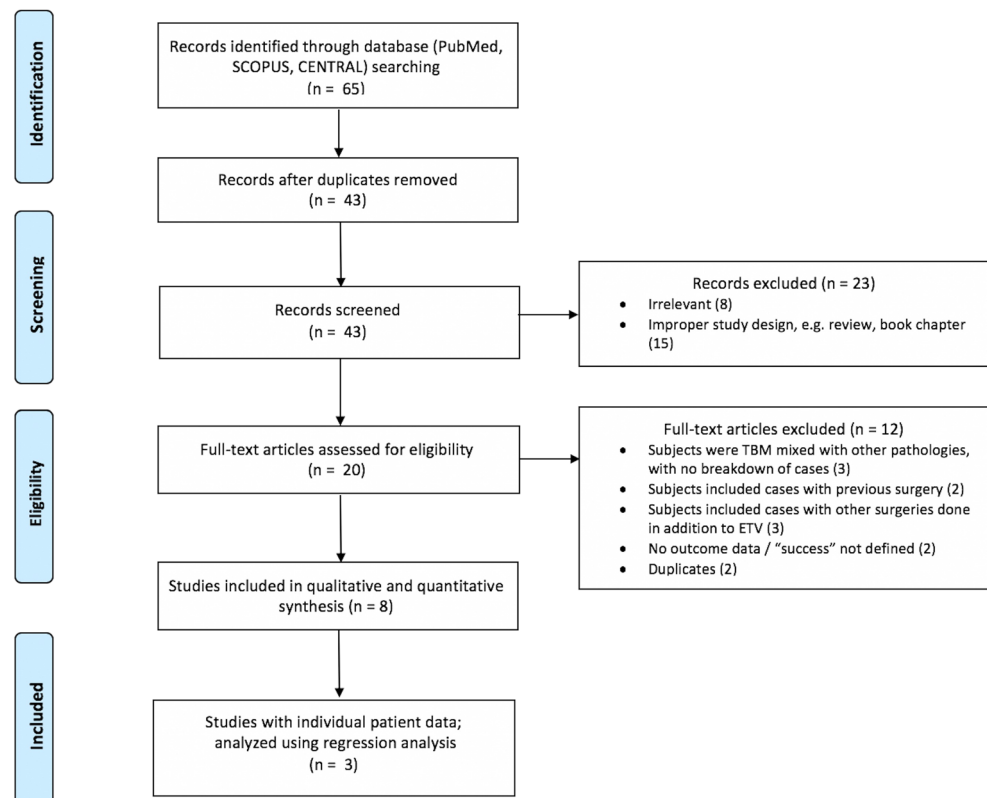 Identification
Records identified through database (PubMed,
SCOPUS, CENTRAL) searching
(n = 65)
Records after duplicates removed
(n = 43)
Screening
Records screened
(n = 43)
Records excluded (n = 23)
• Irrelevant (8)
• Improper study design, e.g. review, book chapter
(15)
Eligibility
Full-text articles assessed for eligibility
(n = 20)
Full-text articles excluded (n = 12)
• Subjects were TBM mixed with other pathologies,
with no breakdown of cases (3)
• Subjects included cases with previous surgery (2)
• Subjects included cases with other surgeries done
in addition to ETV (3)
• No outcome data / “success” not defined (2)
• Duplicates (2)
Studies included in qualitative and quantitative
synthesis (n = 8)
Included
Studies with individual patient data;
analyzed using regression analysis
(n = 3)